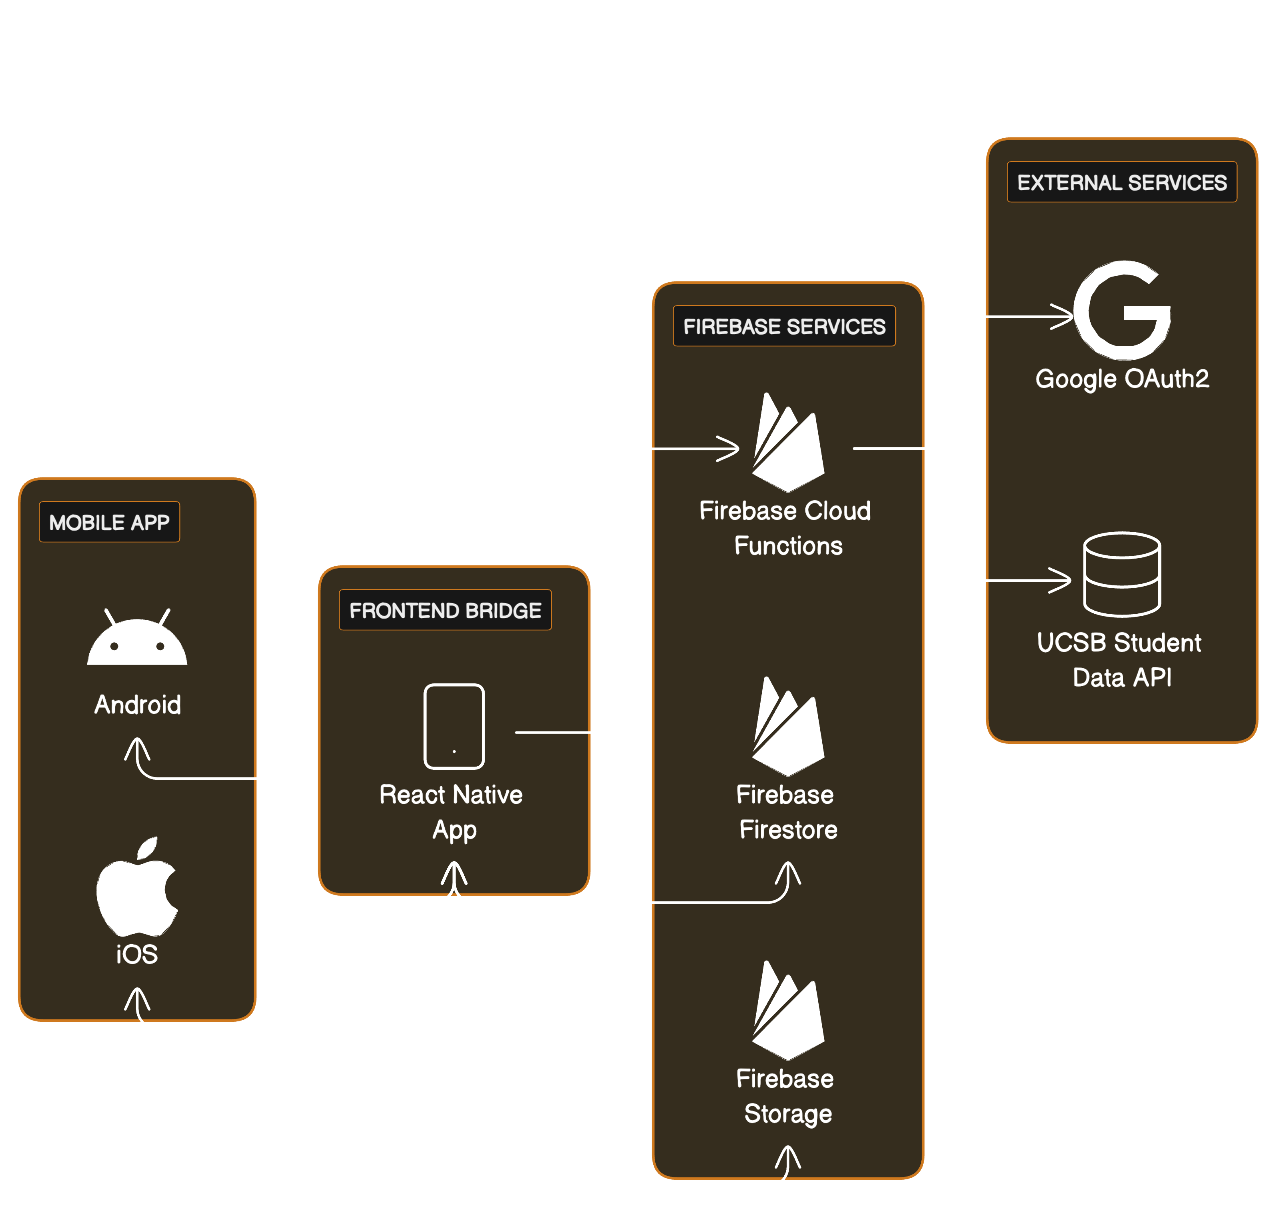 MOBILE APP
Android
iOS
FRONTEND BRIDGE
React Native
App
FIREBASE SERVICES
Firebase Cloud
Functions
Firebase
Firestore
Firebase
Storage
EXTERNAL SERVICES
Google OAuth2
UCSB Student
Data API